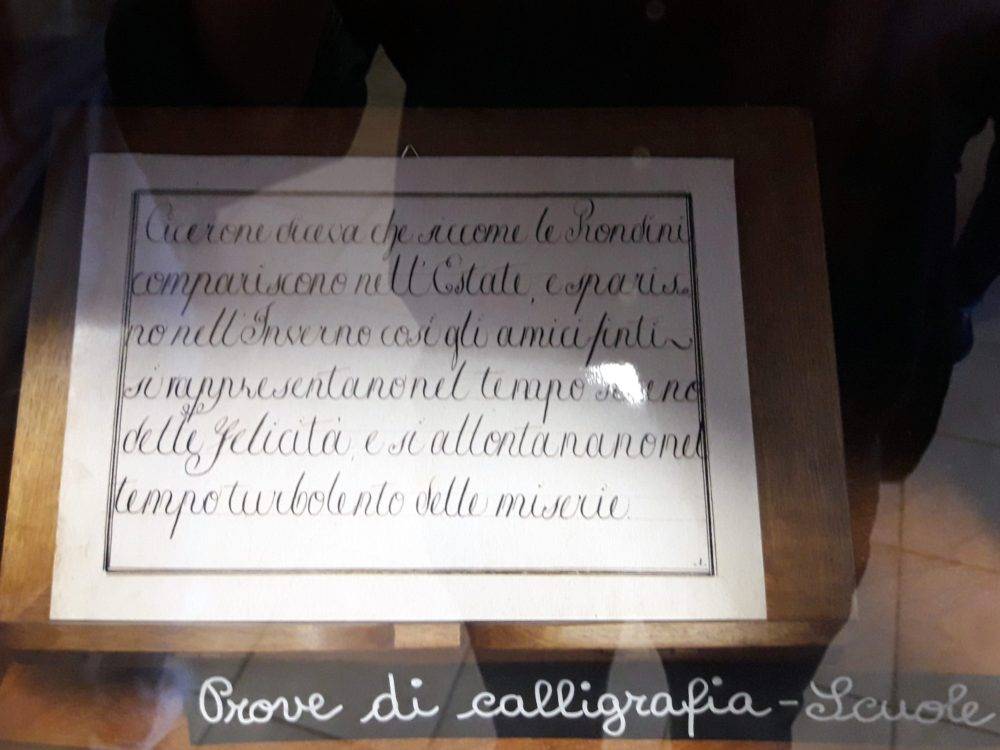 Cicerone diceva che siccome le Rondini
compariscono nell'Estate, e sparis=
no nell'Inverno così gli amici finti
si rappresentano nel tempo sereno
delle felicità, e si allontanano nel
tempo turbolento delle miserie.
Prove di calligrafia - Scuole